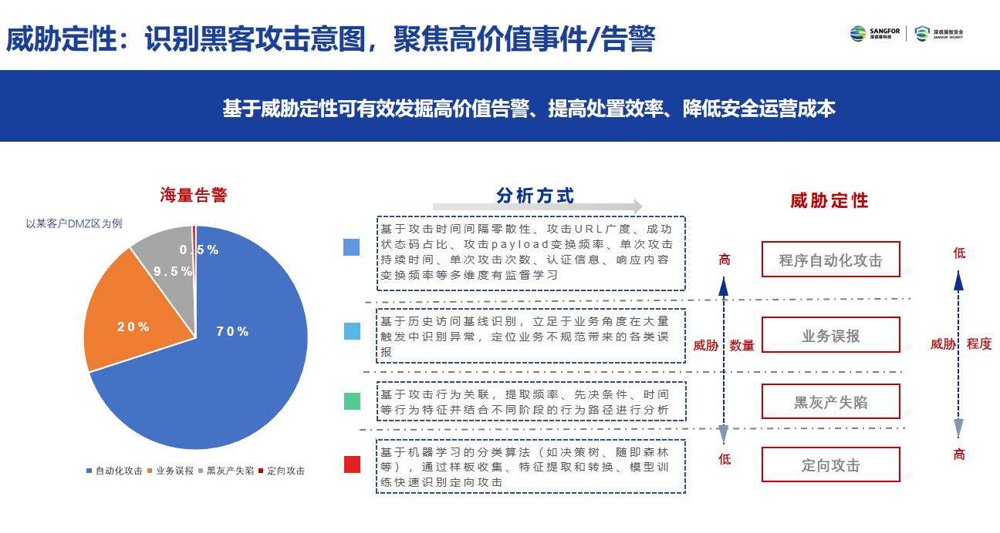 威胁定性：识别黑客攻击意图，聚焦高价值事件/告警
SANGFOR
深信服科技
深信服智安全
SANGFOR SECURITY
基于威胁定性可有效发掘高价值告警、提高处置效率、降低安全运营成本
海量告警
以某客户DMZ区为例
0.5%
9.5%
20%
70%
自动化攻击
业务误报
黑灰产失陷
定向攻击
分析方式
基于攻击时间间隔零散性、攻击URL广度、成功
状态码占比、攻击payload变换频率、单次攻击
持续时间、单次攻击次数、认证信息、响应内容
变换频率等多维度有监督学习
基于历史访问基线识别，立足于业务角度在大量
触发中识别异常，定位业务不规范带来的各类误
报
基于攻击行为关联，提取频率、先决条件、时间
等行为特征并结合不同阶段的行为路径进行分析
基于机器学习的分类算法（如决策树、随即森林
等），通过样板收集、特征提取和转换、模型训
练快速识别定向攻击
高
威胁 数量
低
威胁定性
程序自动化攻击
业务误报
黑灰产失陷
定向攻击
低
威胁 程度
高